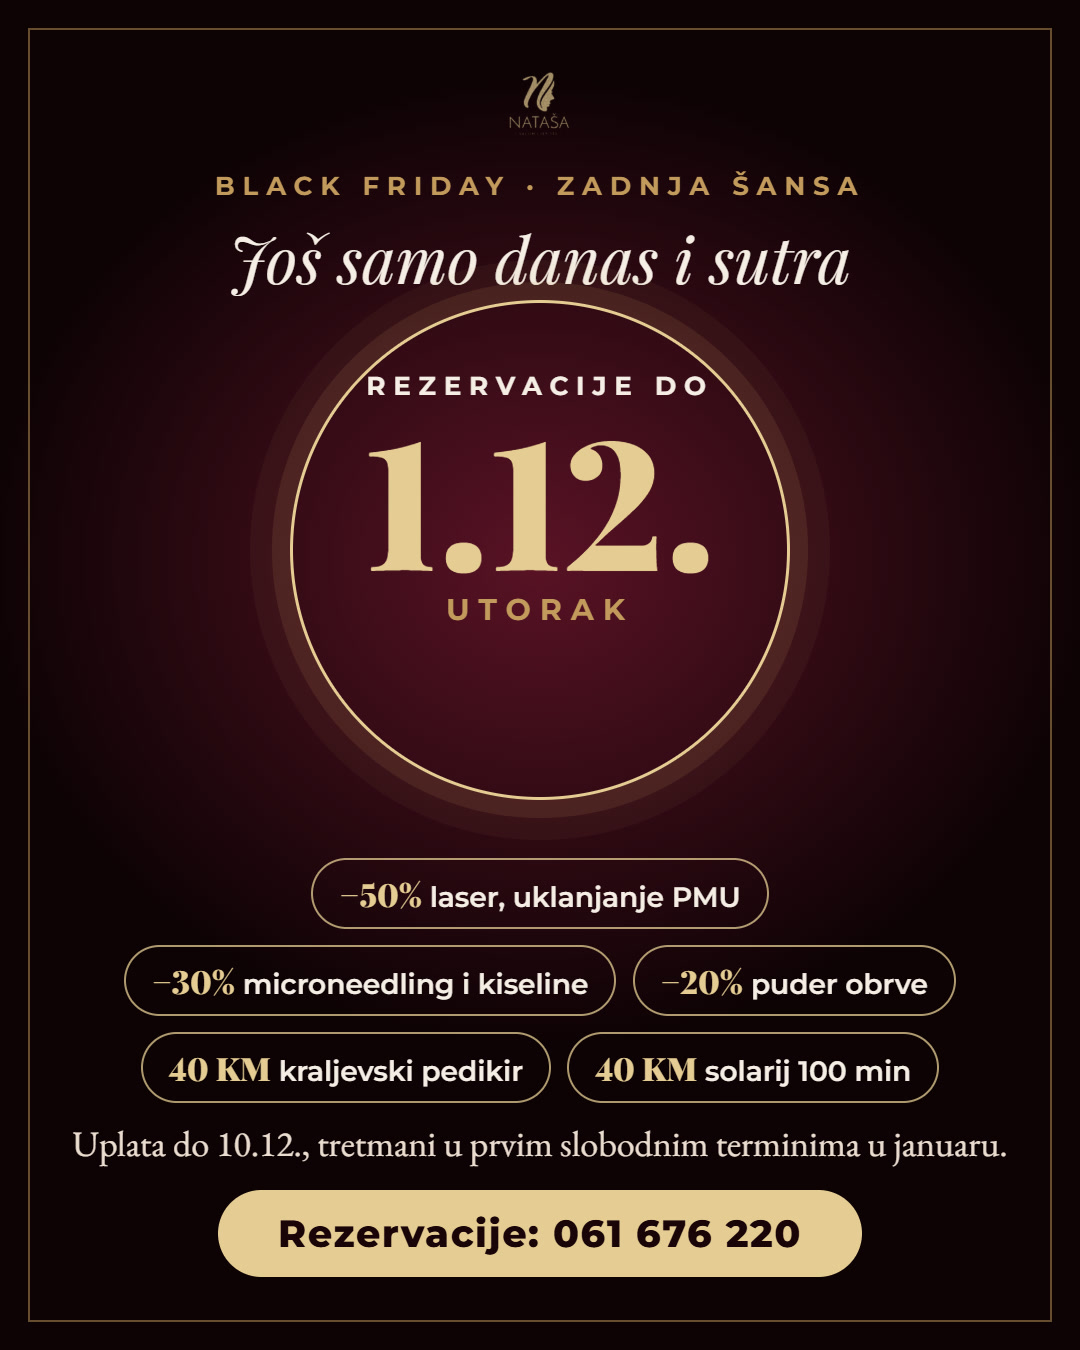 NATAŠA
BLACK FRIDAY · ZADNJA ŠANSA
Još samo danas i sutra
REZERVACIJE DO
1.12.
UTORAK
−50% laser, uklanjanje PMU
−30% microneedling i kiseline
−20% puder obrve
40 KM kraljevski pedikir
40 KM solarij 100 min
Uplata do 10.12., tretmani u prvim slobodnim terminima u januaru.
Rezervacije: 061 676 220